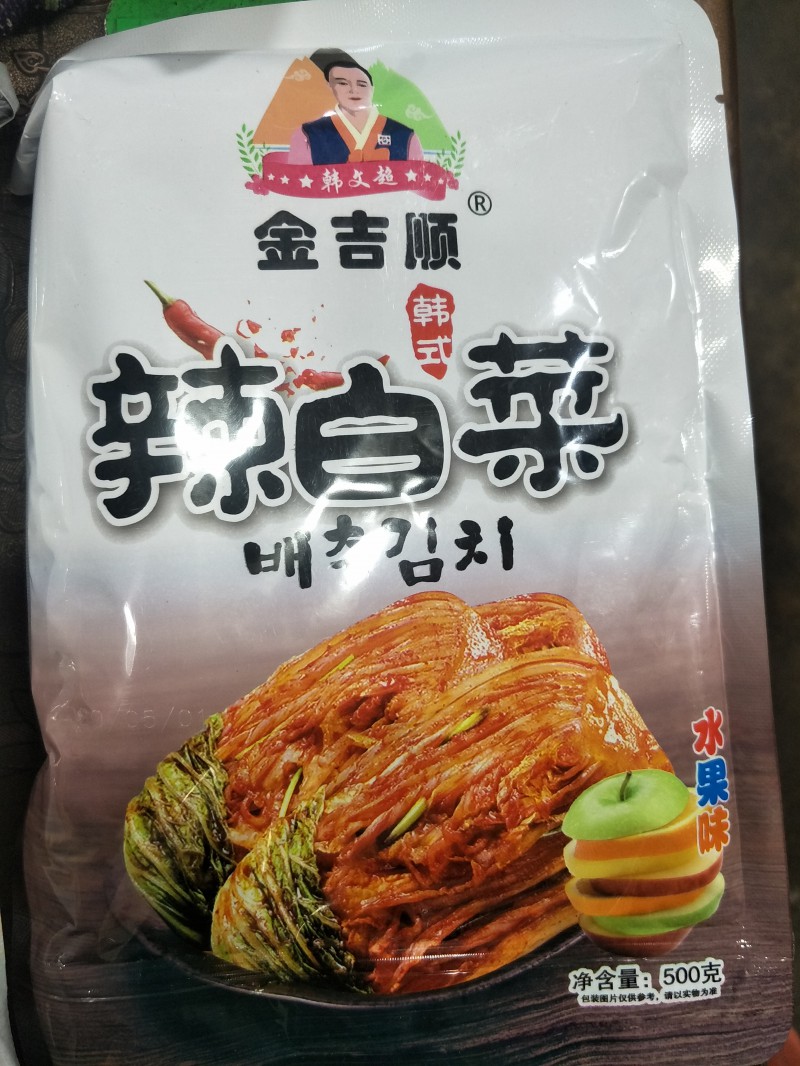 韩文超
金吉顺®
韩式
辣白菜
배추김치
水果味
净含量：500克
包装图片仅供参考，请以实物为准